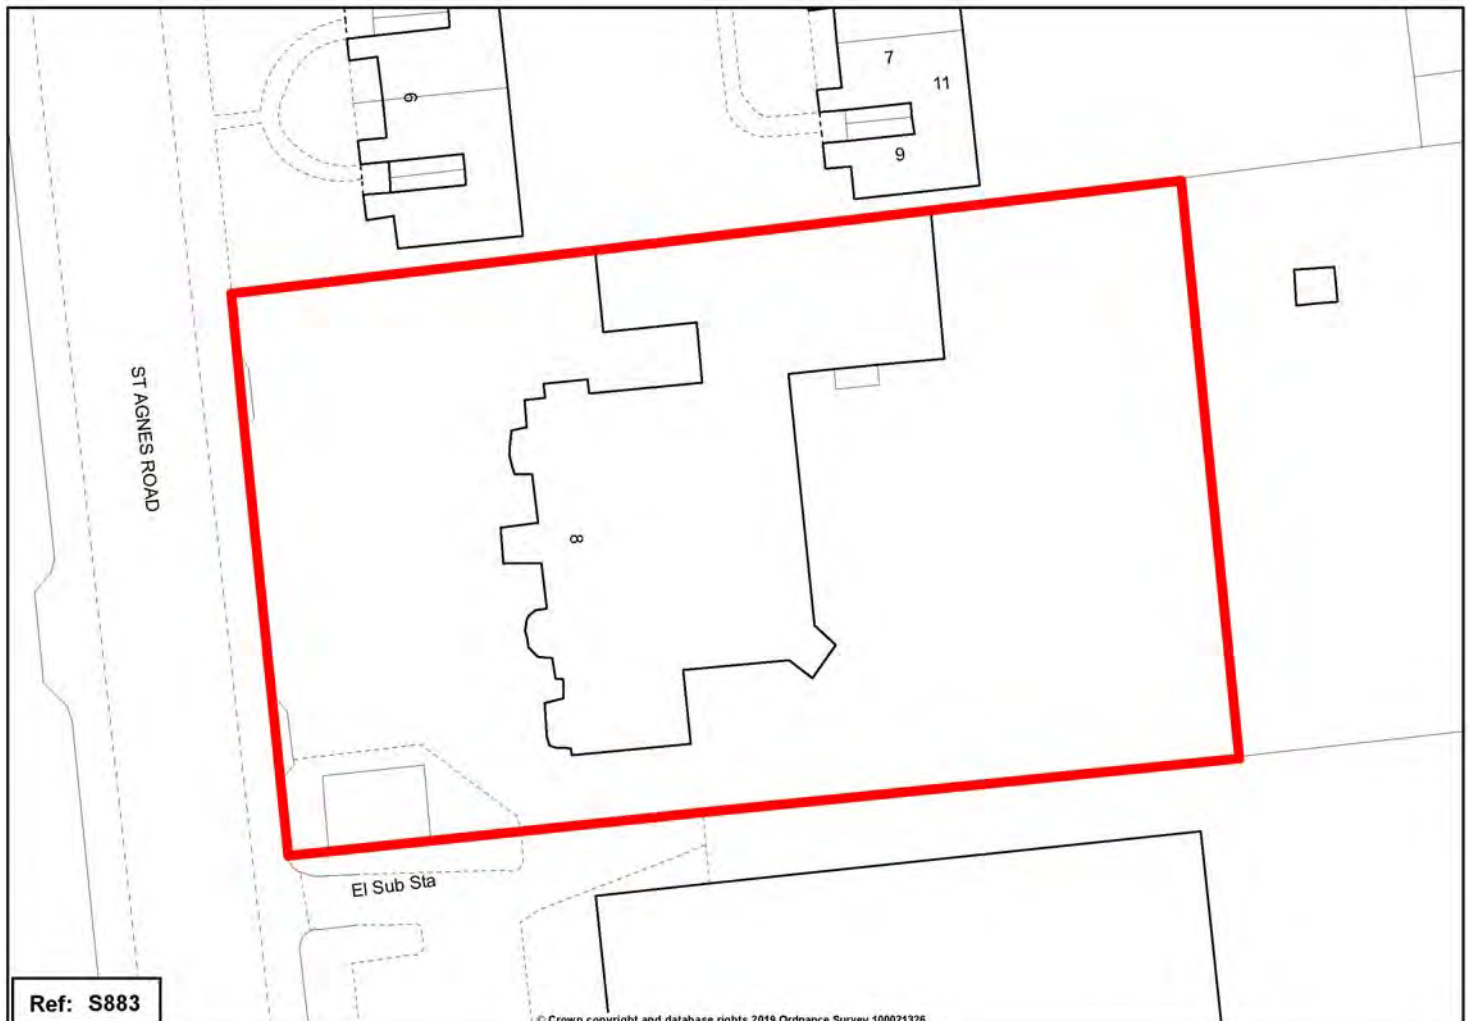 7
11
6
9
ST AGNES ROAD
8
El Sub Sta
Ref: S883
© Crown copyright and database rights 2019 Ordnance Survey 100021326